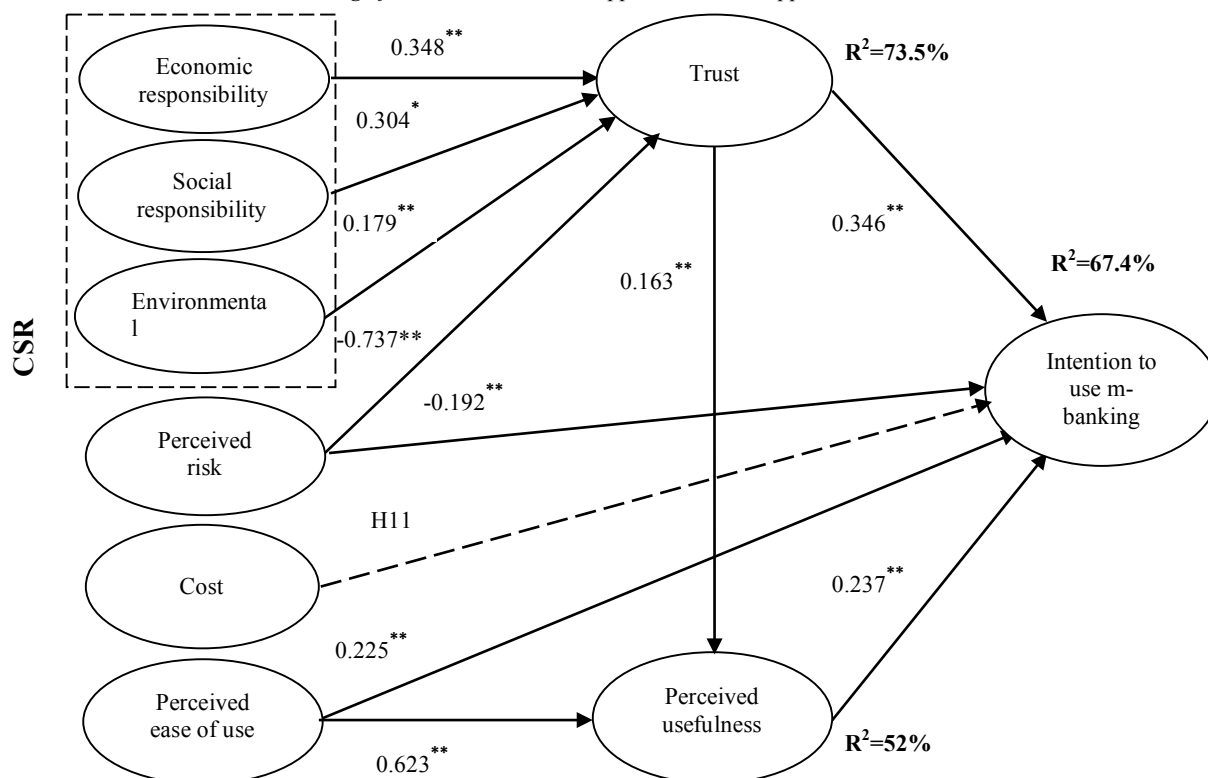 0.348**
R²=73.5%
Economic
responsibility
Trust
0.304*
Social
responsibility
0.179**
0.346**
0.163**
R²=67.4%
Environmenta
l
CSR
-0.737**
Intention to
use m-
banking
-0.192**
Perceived
risk
H11
Cost
0.237**
0.225**
Perceived
ease of use
Perceived
usefulness
R²=52%
0.623**